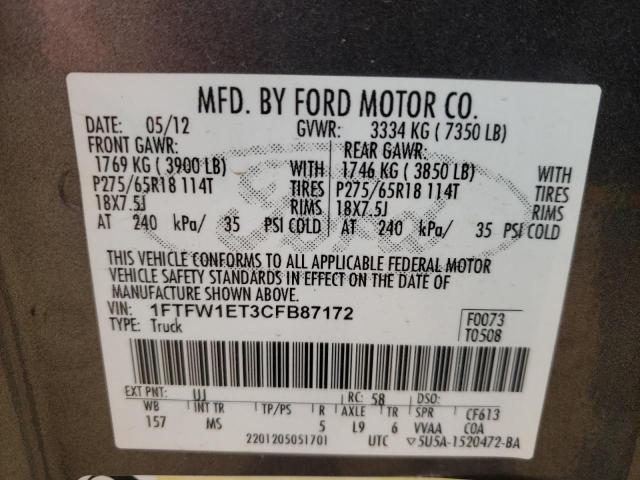 MFD. BY FORD MOTOR CO.
DATE: 05/12 GVWR: 3334 KG ( 7350 LB)
FRONT GAWR: REAR GAWR:
1769 KG ( 3900 LB) WITH 1746 KG ( 3850 LB) WITH
P275/65R18 114T TIRES P275/65R18 114T TIRES
18X7.5J RIMS 18X7.5J RIMS
AT 240 kPa/ 35 PSI COLD AT 240 kPa/ 35 PSI COLD
Ford
THIS VEHICLE CONFORMS TO ALL APPLICABLE FEDERAL MOTOR
VEHICLE SAFETY STANDARDS IN EFFECT ON THE DATE OF
MANUFACTURE SHOWN ABOVE.
VIN: 1FTFW1ET3CFB87172 F0073
TYPE: Truck T0508
EXT PNT: UJ RC: 58 DSO:
WB INT TR TP/PS R AXLE TR SPR CF613
157 MS 5 L9 6 VVAA COA
2201205051701 UTC ▽5U5A-1520472-BA